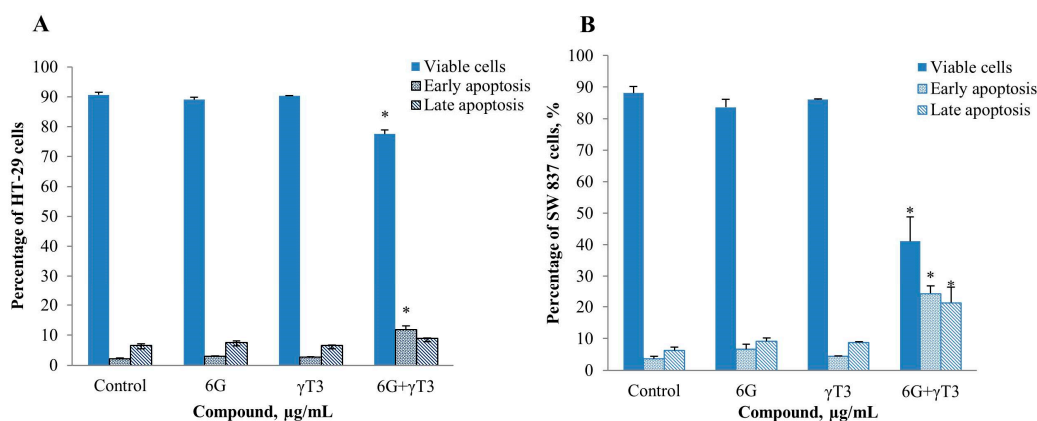 A
100
90
80
70
60
50
40
30
20
10
0
Percentage of HT-29 cells
Viable cells
Early apoptosis
Late apoptosis
*
*
Control 6G γT3 6G+γT3
Compound, µg/mL
B
100
90
80
70
60
50
40
30
20
10
0
Percentage of SW 837 cells, %
Viable cells
Early apoptosis
Late apoptosis
*
*
*
Control 6G γT3 6G+γT3
Compound, µg/mL